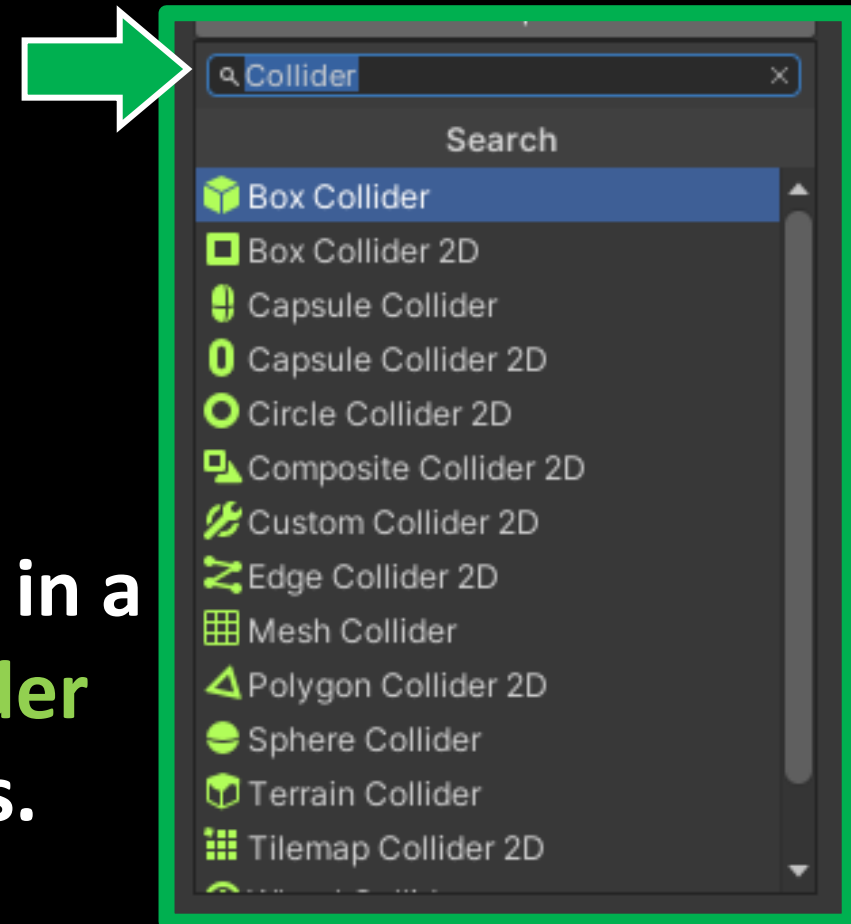 Collider
Search
Box Collider
Box Collider 2D
Capsule Collider
Capsule Collider 2D
Circle Collider 2D
Composite Collider 2D
Custom Collider 2D
Edge Collider 2D
Mesh Collider
Polygon Collider 2D
Sphere Collider
Terrain Collider
Tilemap Collider 2D
in a
der
s.